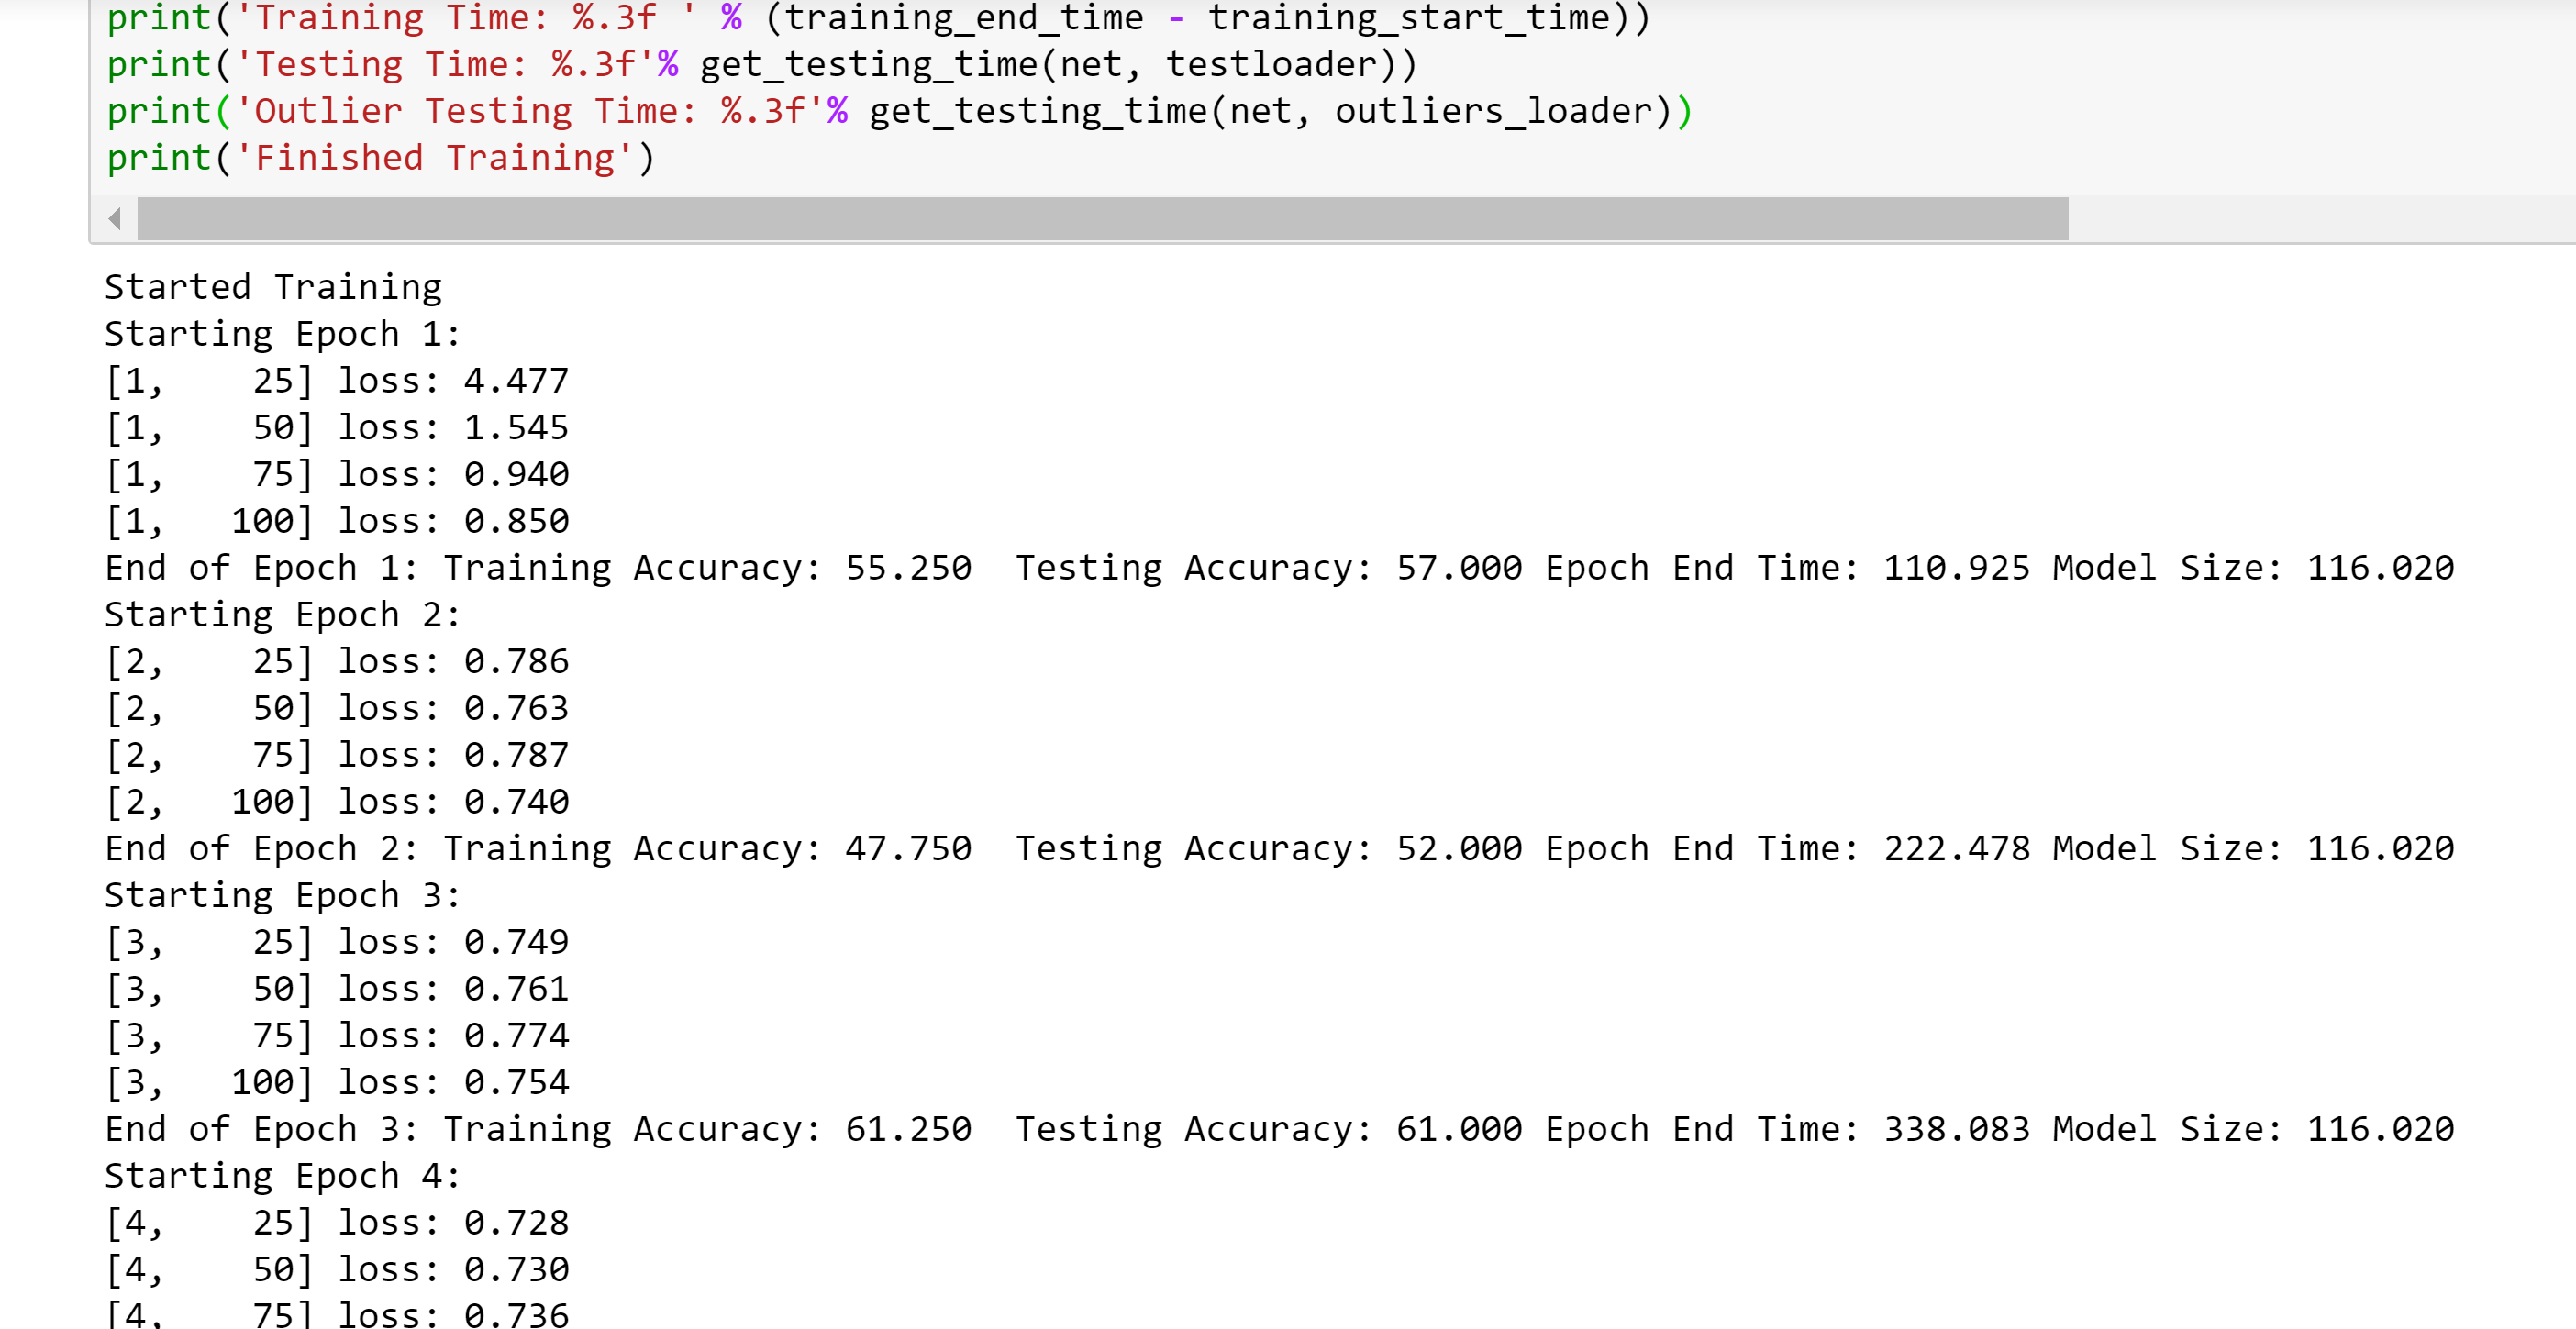 print('Training Time: %.3f ' % (training_end_time - training_start_time))
print('Testing Time: %.3f'% get_testing_time(net, testloader))
print('Outlier Testing Time: %.3f'% get_testing_time(net, outliers_loader))
print('Finished Training')
Started Training
Starting Epoch 1:
[1,    25] loss: 4.477
[1,    50] loss: 1.545
[1,    75] loss: 0.940
[1,   100] loss: 0.850
End of Epoch 1: Training Accuracy: 55.250  Testing Accuracy: 57.000 Epoch End Time: 110.925 Model Size: 116.020
Starting Epoch 2:
[2,    25] loss: 0.786
[2,    50] loss: 0.763
[2,    75] loss: 0.787
[2,   100] loss: 0.740
End of Epoch 2: Training Accuracy: 47.750  Testing Accuracy: 52.000 Epoch End Time: 222.478 Model Size: 116.020
Starting Epoch 3:
[3,    25] loss: 0.749
[3,    50] loss: 0.761
[3,    75] loss: 0.774
[3,   100] loss: 0.754
End of Epoch 3: Training Accuracy: 61.250  Testing Accuracy: 61.000 Epoch End Time: 338.083 Model Size: 116.020
Starting Epoch 4:
[4,    25] loss: 0.728
[4,    50] loss: 0.730
[4,    75] loss: 0.736